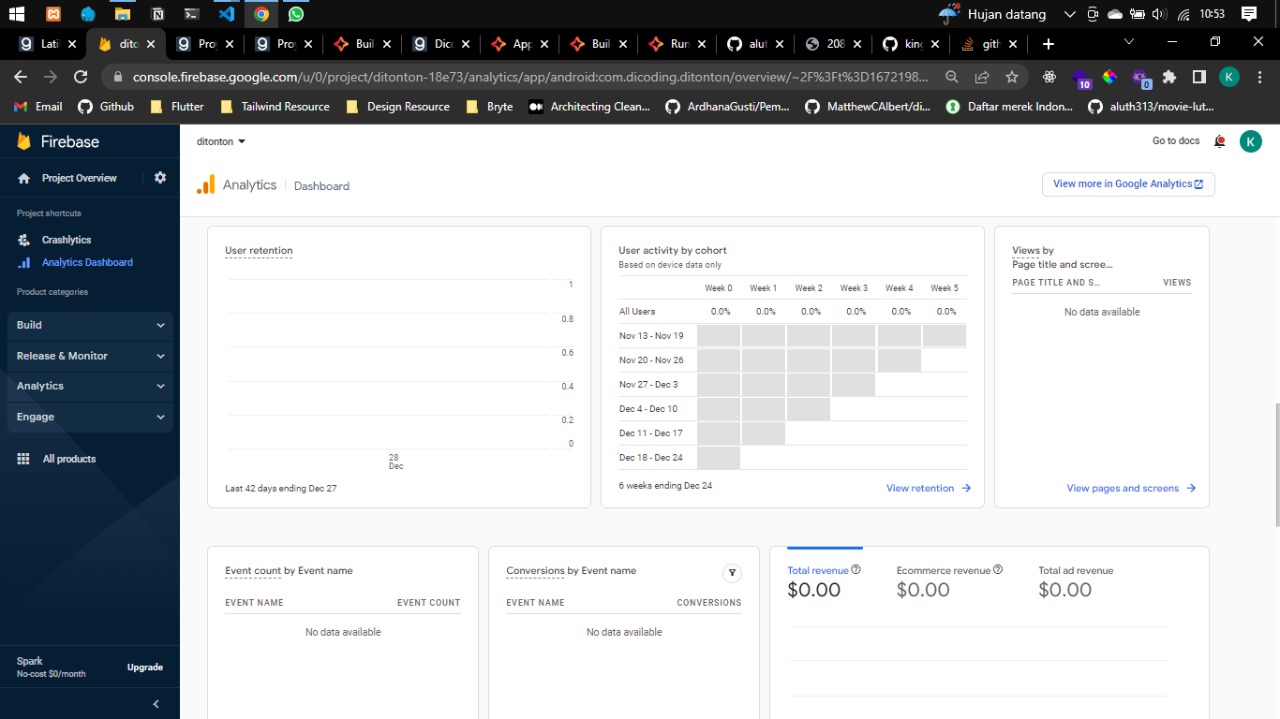 Hujan datang
10:53
Lati
dito
Pro
Pro
Buil
Dico
App
Buil
Run
alut
208
king
gith
console.firebase.google.com/u/0/project/ditonton-18e73/analytics/app/android:com.dicoding.ditonton/overview/~2F%3Ft%3D1672198...
10
0
K
Email
Github
Flutter
Tailwind Resource
Design Resource
Bryte
Architecting Clean...
ArdhanaGusti/Pem...
MatthewCAlbert/di...
Daftar merek Indon...
aluth313/movie-lut...
Firebase
ditonton
Go to docs
K
Project Overview
Analytics
Dashboard
View more in Google Analytics
Project shortcuts
Crashlytics
Analytics Dashboard
Product categories
Build
Release & Monitor
Analytics
Engage
All products
Spark
No-cost $0/month
Upgrade
User retention
1
0.8
0.6
0.4
0.2
0
28
Dec
Last 42 days ending Dec 27
User activity by cohort
Based on device data only
Week 0 Week 1 Week 2 Week 3 Week 4 Week 5
All Users 0.0% 0.0% 0.0% 0.0% 0.0% 0.0%
Nov 13 - Nov 19
Nov 20 - Nov 26
Nov 27 - Dec 3
Dec 4 - Dec 10
Dec 11 - Dec 17
Dec 18 - Dec 24
6 weeks ending Dec 24
View retention
Views by
Page title and scree...
PAGE TITLE AND S... VIEWS
No data available
View pages and screens
Event count by Event name
EVENT NAME EVENT COUNT
No data available
Conversions by Event name
EVENT NAME CONVERSIONS
No data available
Total revenue
$0.00
Ecommerce revenue
$0.00
Total ad revenue
$0.00